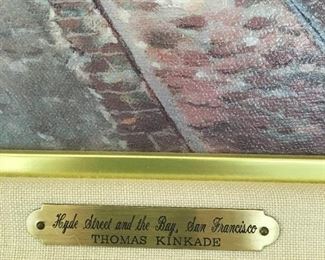 Hyde Street and the Bay, San Francisco
THOMAS KINKADE